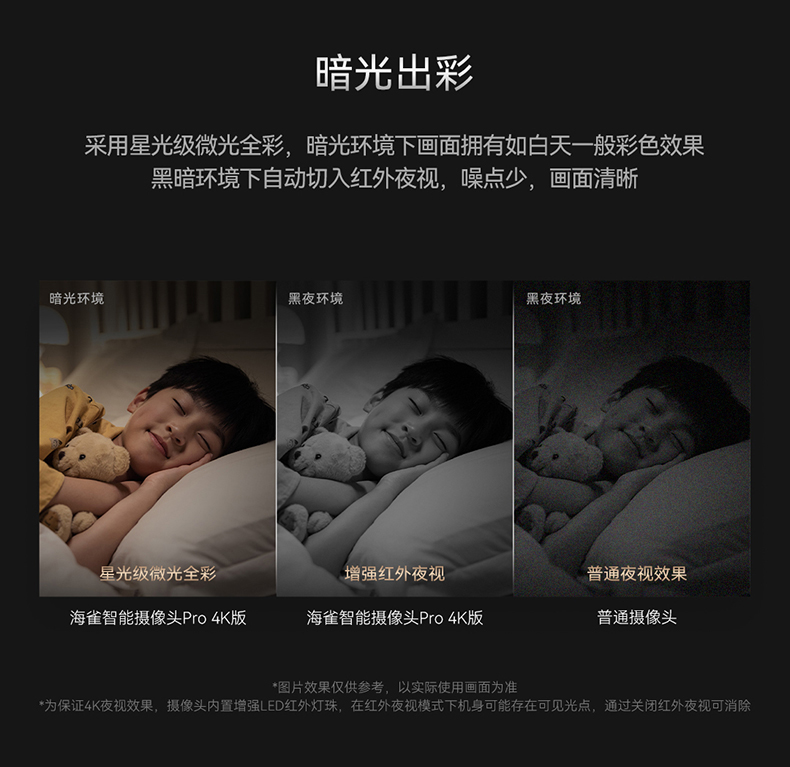 暗光出彩
采用星光级微光全彩，暗光环境下画面拥有如白天一般彩色效果
黑暗环境下自动切入红外夜视，噪点少，画面清晰
暗光环境
黑夜环境
黑夜环境
星光级微光全彩
增强红外夜视
普通夜视效果
海雀智能摄像头Pro 4K版
海雀智能摄像头Pro 4K版
普通摄像头
*图片效果仅供参考，以实际使用画面为准
*为保证4K夜视效果，摄像头内置增强LED红外灯珠，在红外夜视模式下机身可能存在可见光点，通过关闭红外夜视可消除